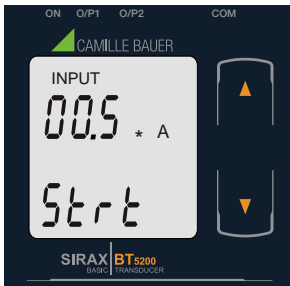 ON O/P1 O/P2 COM
CAMILLE BAUER
INPUT
00.5 * A
Strt
SIRAX BT5200
BASIC TRANSDUCER